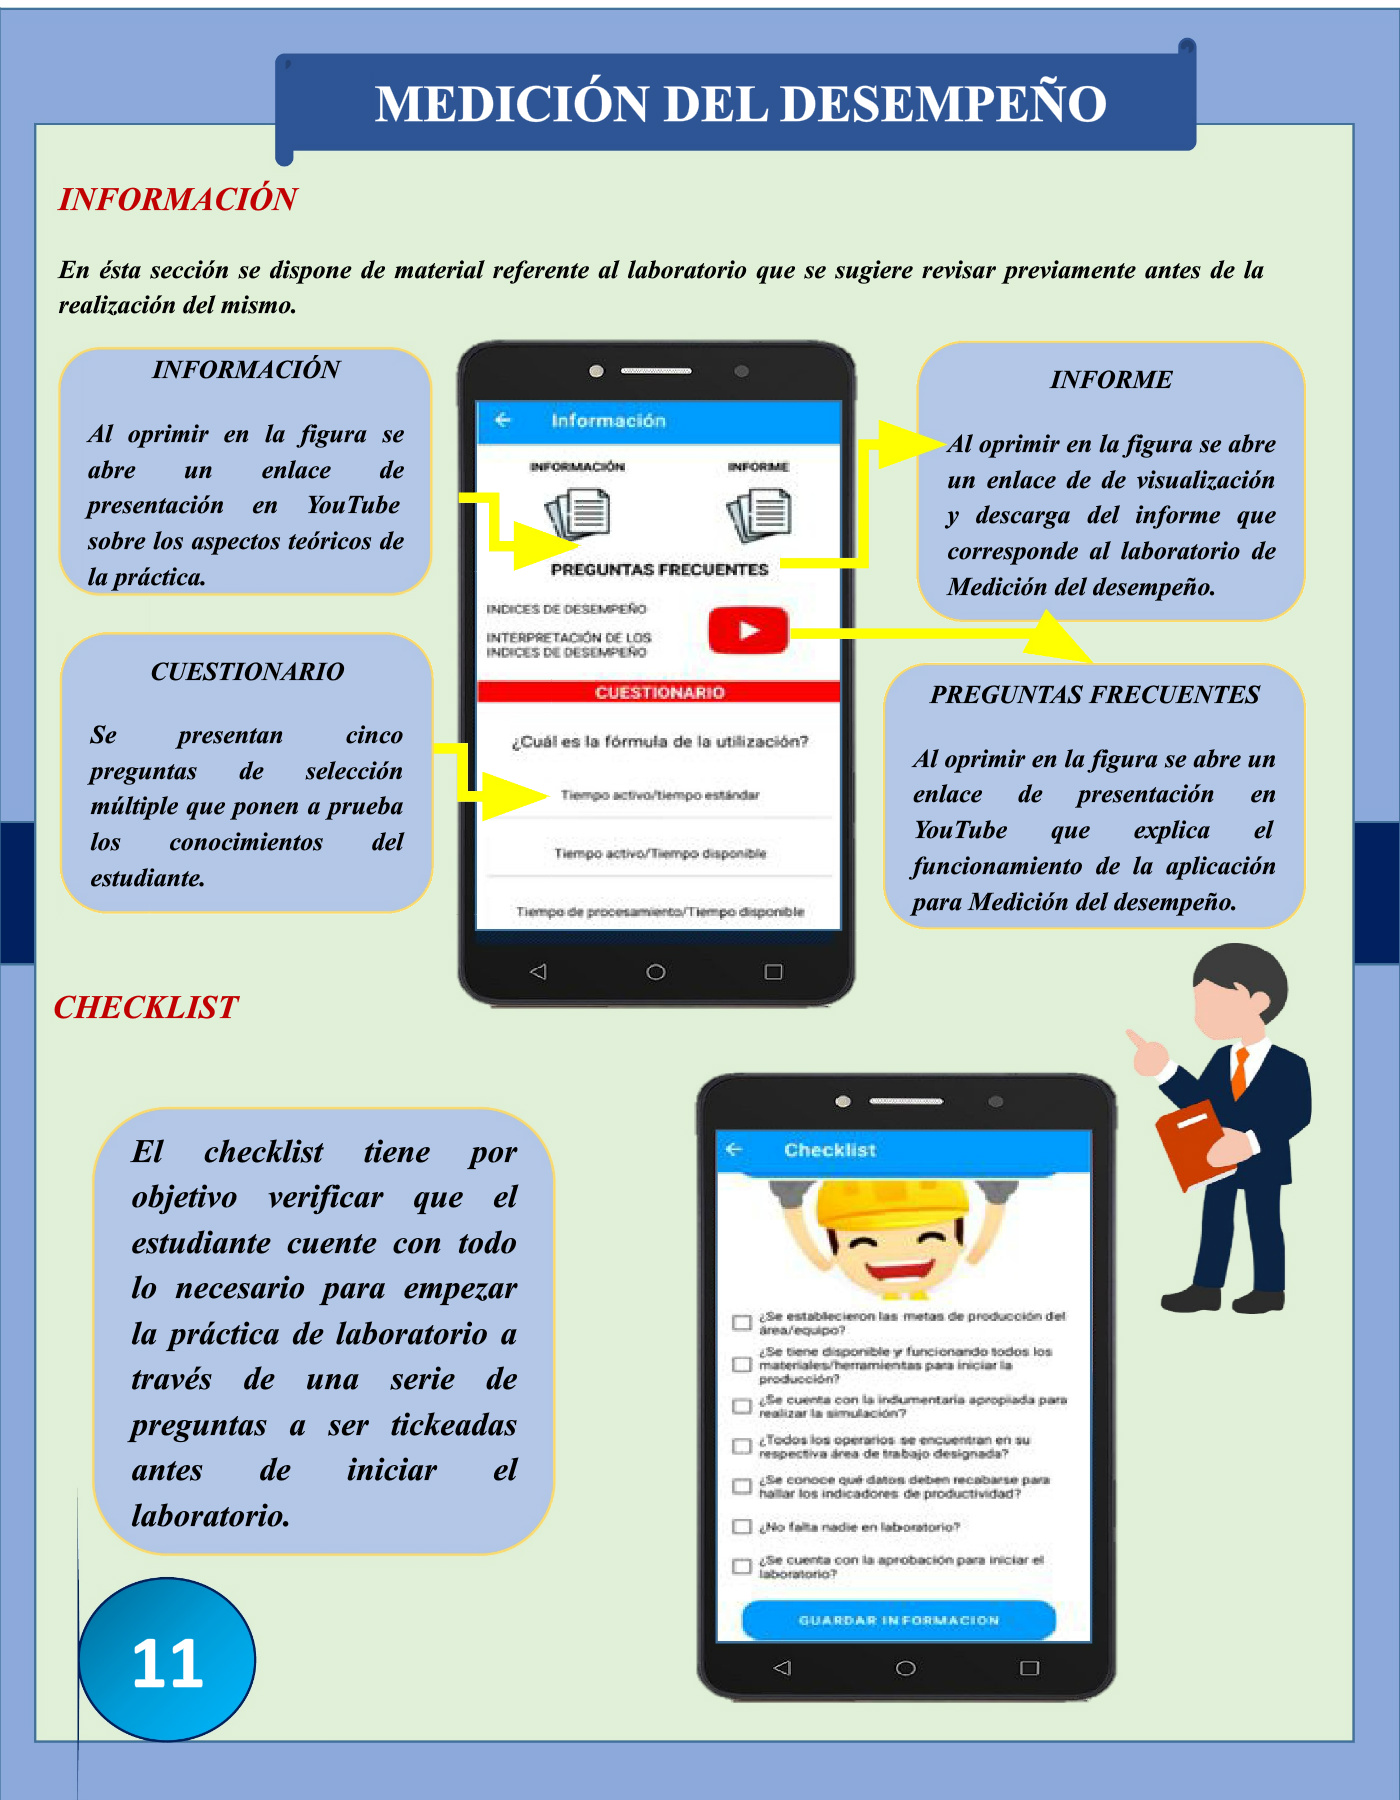 MEDICIÓN DEL DESEMPEÑO
INFORMACIÓN
En ésta sección se dispone de material referente al laboratorio que se sugiere revisar previamente antes de la
realización del mismo.
INFORMACIÓN
Al oprimir en la figura se
abre un enlace de
presentación en YouTube
sobre los aspectos teóricos de
la práctica.
CUESTIONARIO
Se presentan cinco
preguntas de selección
múltiple que ponen a prueba
los conocimientos del
estudiante.
Información
INFORMACIÓN INFORME
PREGUNTAS FRECUENTES
INDICES DE DESEMPEÑO
INTERPRETACIÓN DE LOS
INDICES DE DESEMPEÑO
CUESTIONARIO
¿Cuál es la fórmula de la utilización?
Tiempo activo/tiempo estándar
Tiempo activo/Tiempo disponible
Tiempo de procesamiento/Tiempo disponible
INFORME
Al oprimir en la figura se abre
un enlace de de visualización
y descarga del informe que
corresponde al laboratorio de
Medición del desempeño.
PREGUNTAS FRECUENTES
Al oprimir en la figura se abre un
enlace de presentación en
YouTube que explica el
funcionamiento de la aplicación
para Medición del desempeño.
CHECKLIST
El checklist tiene por
objetivo verificar que el
estudiante cuente con todo
lo necesario para empezar
la práctica de laboratorio a
través de una serie de
preguntas a ser tickeadas
antes de iniciar el
laboratorio.
Checklist
¿Se establecieron las metas de producción del
área/equipo?
¿Se tiene disponible y funcionando todos los
materiales/herramientas para iniciar la
producción?
¿Se cuenta con la indumentaria apropiada para
realizar la simulación?
¿Todos los operarios se encuentran en su
respectiva área de trabajo designada?
¿Se conoce qué datos deben recabarse para
hallar los indicadores de productividad?
¿No falta nadie en laboratorio?
¿Se cuenta con la aprobación para iniciar el
laboratorio?
GUARDAR INFORMACION
11